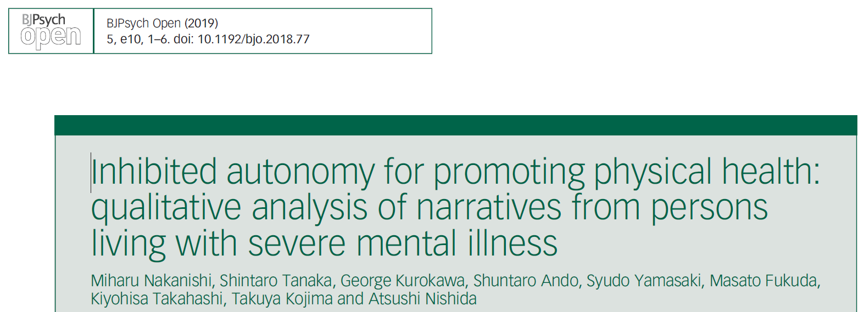 BJPsych
open
BJPsych Open (2019)
5, e10, 1–6. doi: 10.1192/bjo.2018.77
Inhibited autonomy for promoting physical health:
qualitative analysis of narratives from persons
living with severe mental illness
Miharu Nakanishi, Shintaro Tanaka, George Kurokawa, Shuntaro Ando, Syudo Yamasaki, Masato Fukuda,
Kiyohisa Takahashi, Takuya Kojima and Atsushi Nishida